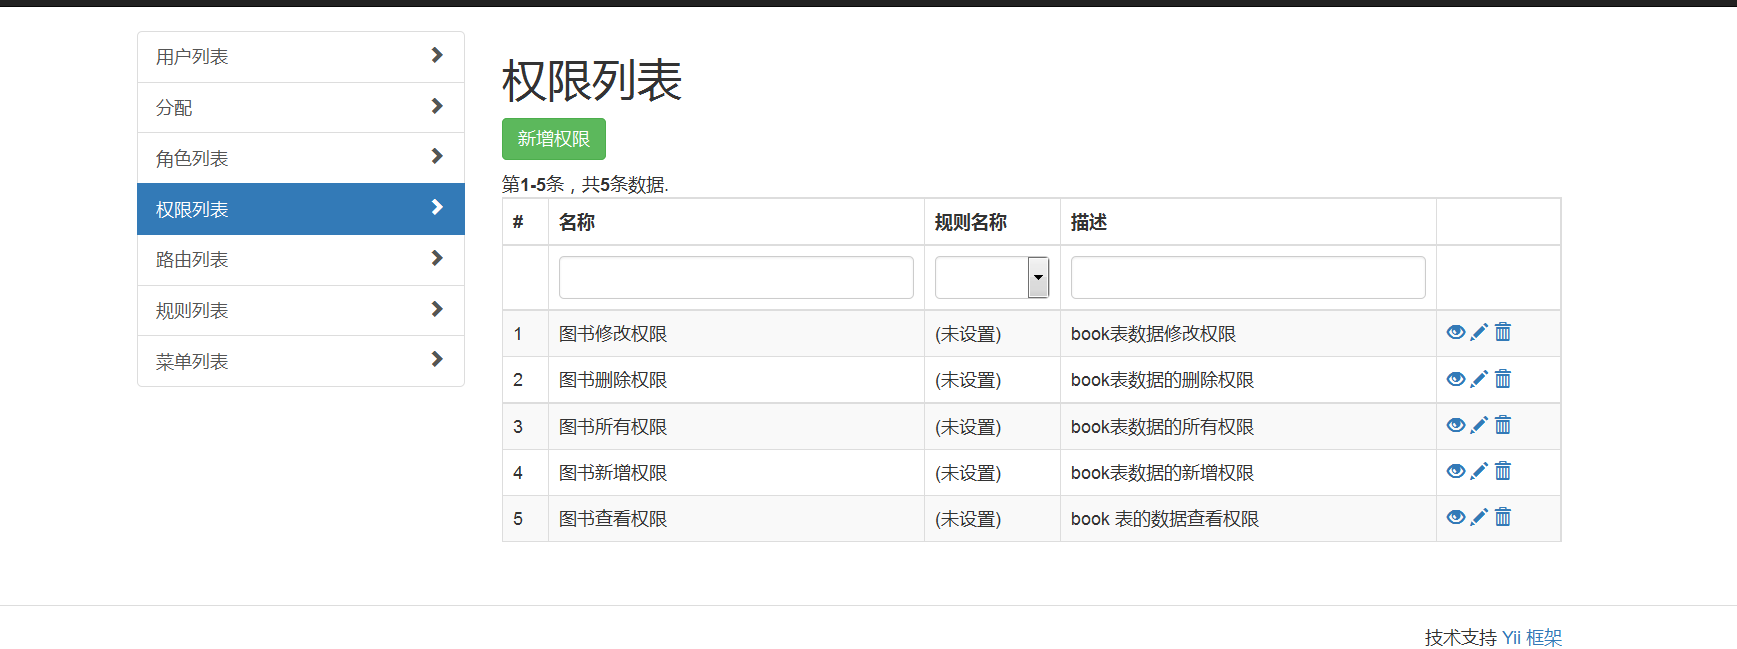 用户列表
分配
角色列表
权限列表
路由列表
规则列表
菜单列表
权限列表
新增权限
第1-5条，共5条数据.
# 名称 规则名称 描述
1 图书修改权限 (未设置) book表数据修改权限
2 图书删除权限 (未设置) book表数据的删除权限
3 图书所有权限 (未设置) book表数据的所有权限
4 图书新增权限 (未设置) book表数据的新增权限
5 图书查看权限 (未设置) book 表的数据查看权限
技术支持 Yii 框架